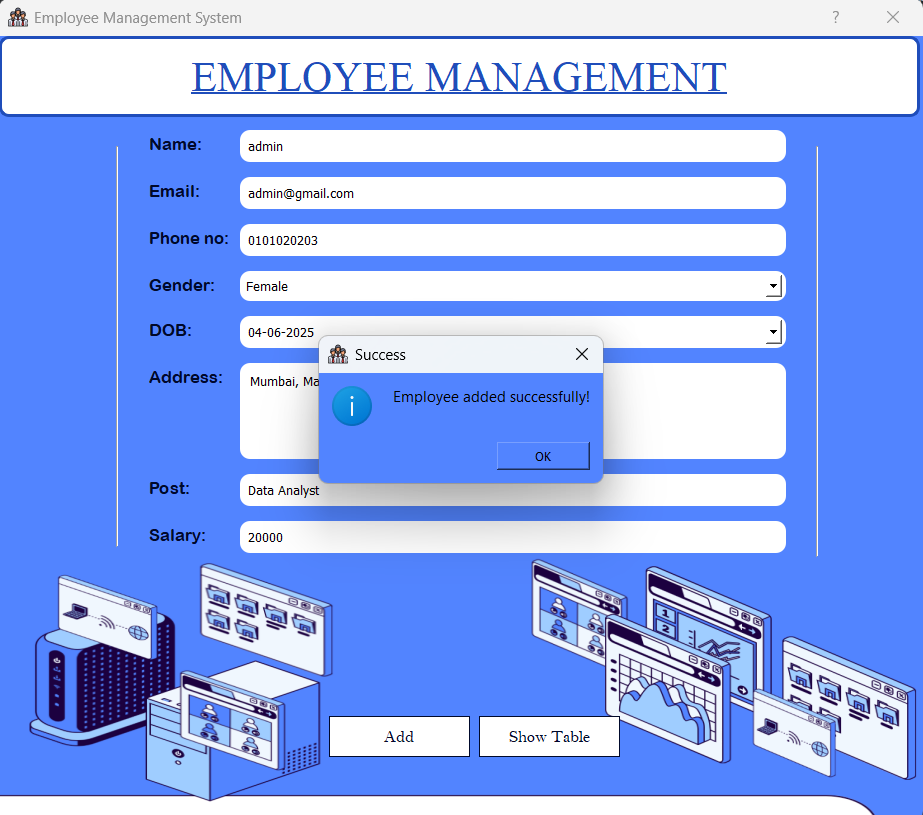 Employee Management System
EMPLOYEE MANAGEMENT
Name: admin
Email: admin@gmail.com
Phone no: 0101020203
Gender: Female
DOB: 04-06-2025
Success
Address: Mumbai, Ma
Employee added successfully!
OK
Post: Data Analyst
Salary: 20000
1
2
Add Show Table